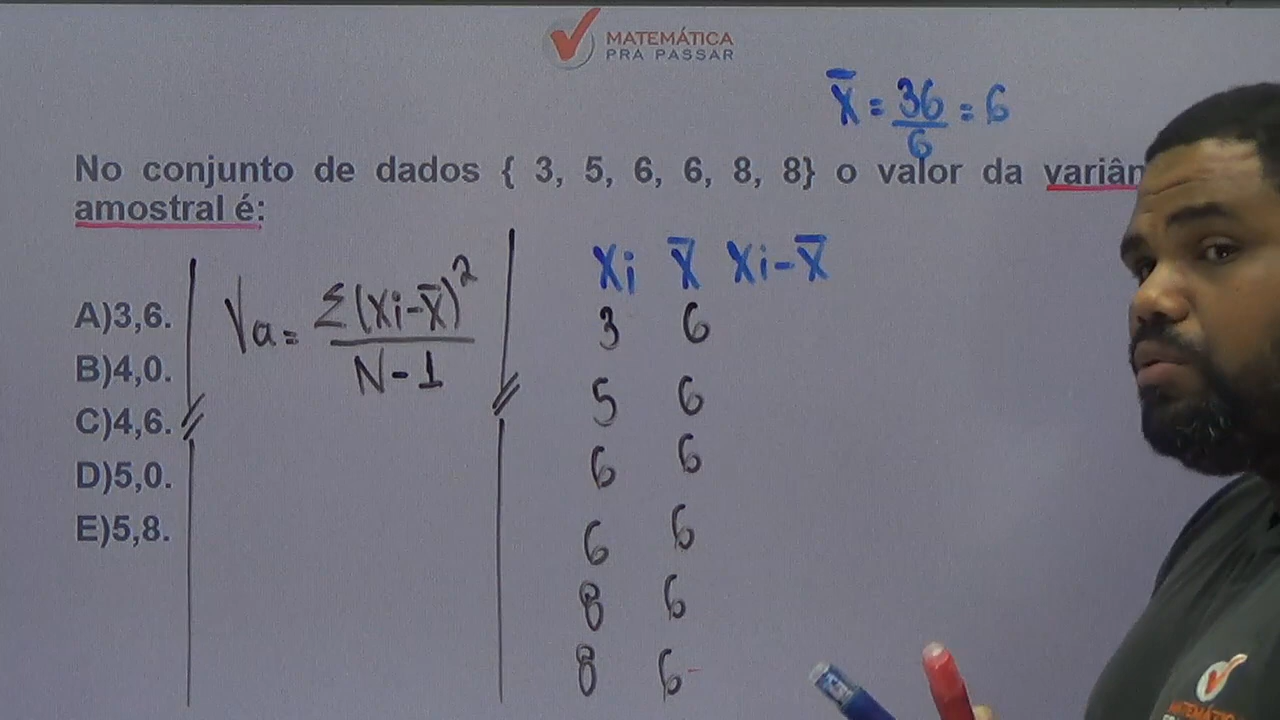 MATEMÁTICA
PRA PASSAR
X̄ = 36/6 = 6
No conjunto de dados { 3, 5, 6, 6, 8, 8} o valor da
amostral é:
A)3,6.
B)4,0.
C)4,6.
D)5,0.
E)5,8.
Va = Σ(Xi-X̄)²/N-1
Xi X̄ Xi-X̄
3 6
5 6
6 6
6 6
8 6
8 6